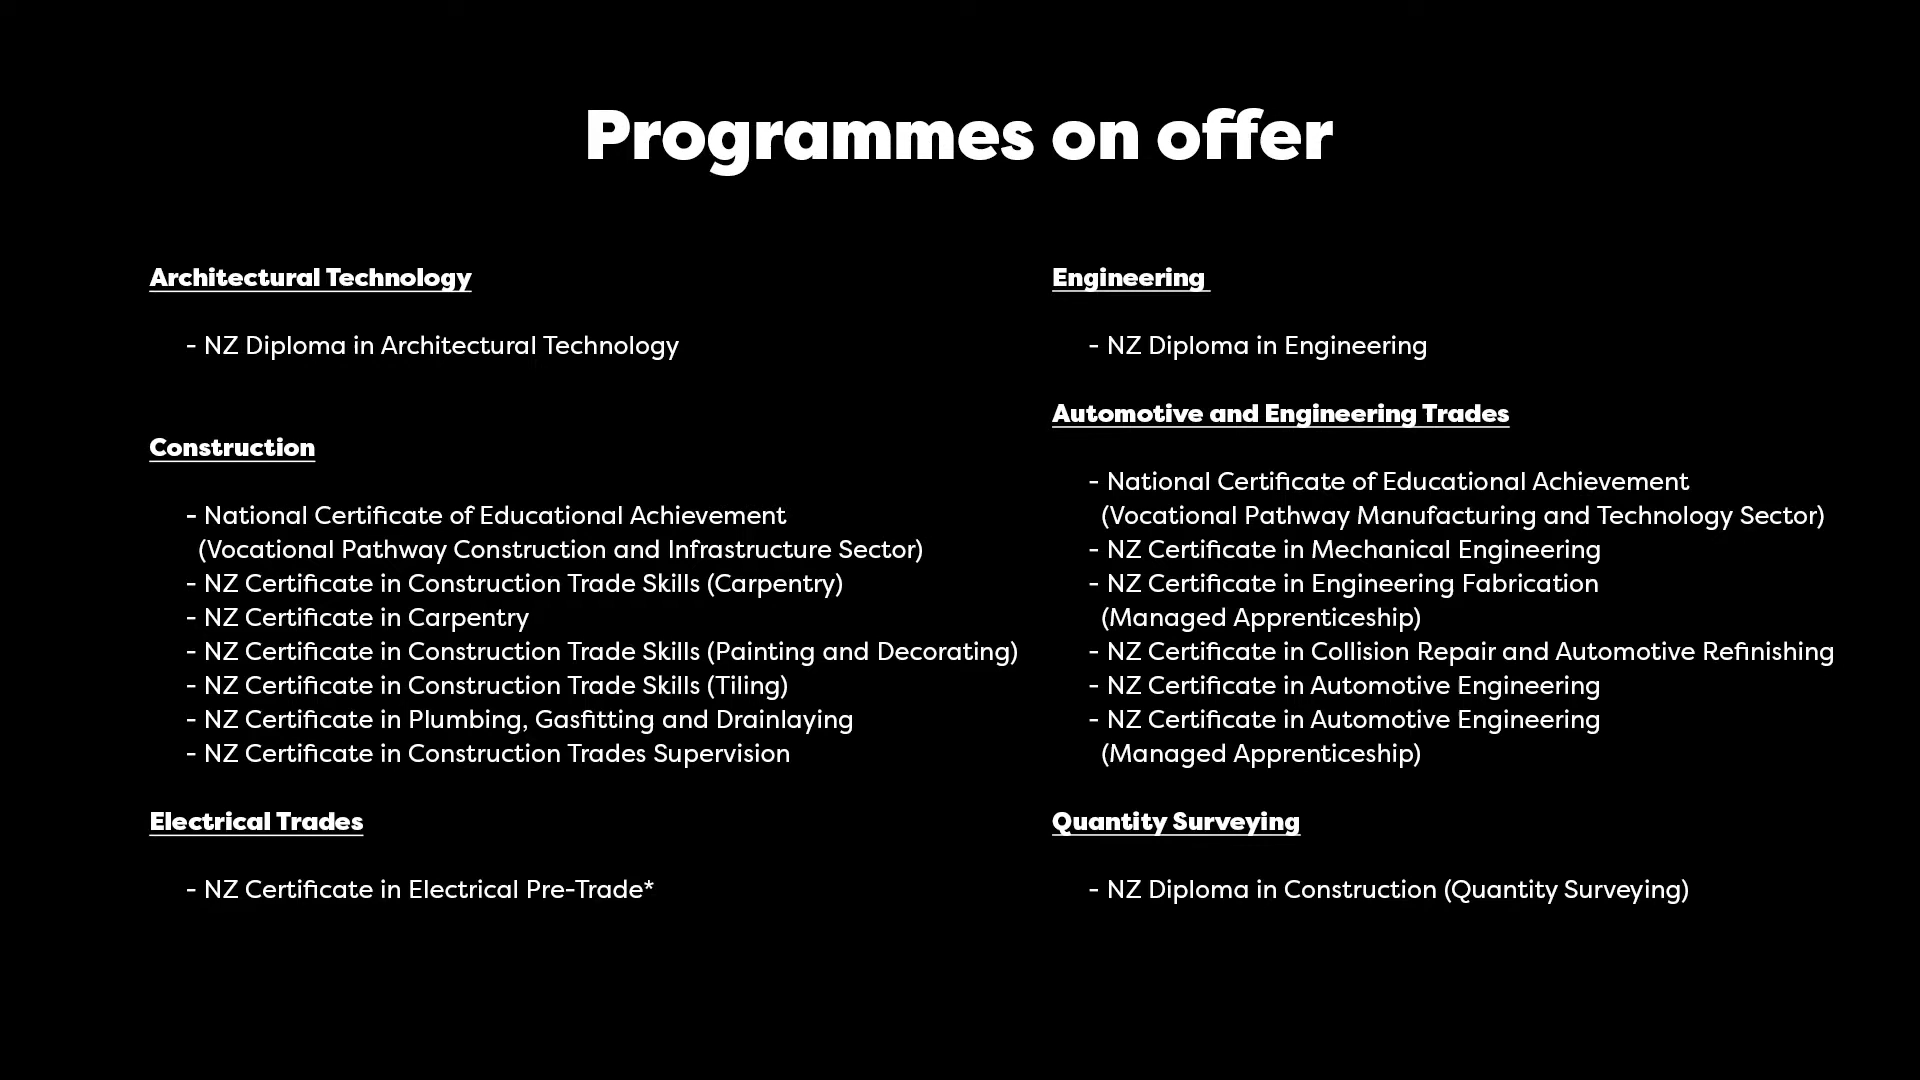 Programmes on offer
Architectural Technology
- NZ Diploma in Architectural Technology
Construction
- National Certificate of Educational Achievement
(Vocational Pathway Construction and Infrastructure Sector)
- NZ Certificate in Construction Trade Skills (Carpentry)
- NZ Certificate in Carpentry
- NZ Certificate in Construction Trade Skills (Painting and Decorating)
- NZ Certificate in Construction Trade Skills (Tiling)
- NZ Certificate in Plumbing, Gasfitting and Drainlaying
- NZ Certificate in Construction Trades Supervision
Electrical Trades
- NZ Certificate in Electrical Pre-Trade*
Engineering
- NZ Diploma in Engineering
Automotive and Engineering Trades
- National Certificate of Educational Achievement
(Vocational Pathway Manufacturing and Technology Sector)
- NZ Certificate in Mechanical Engineering
- NZ Certificate in Engineering Fabrication
(Managed Apprenticeship)
- NZ Certificate in Collision Repair and Automotive Refinishing
- NZ Certificate in Automotive Engineering
- NZ Certificate in Automotive Engineering
(Managed Apprenticeship)
Quantity Surveying
- NZ Diploma in Construction (Quantity Surveying)